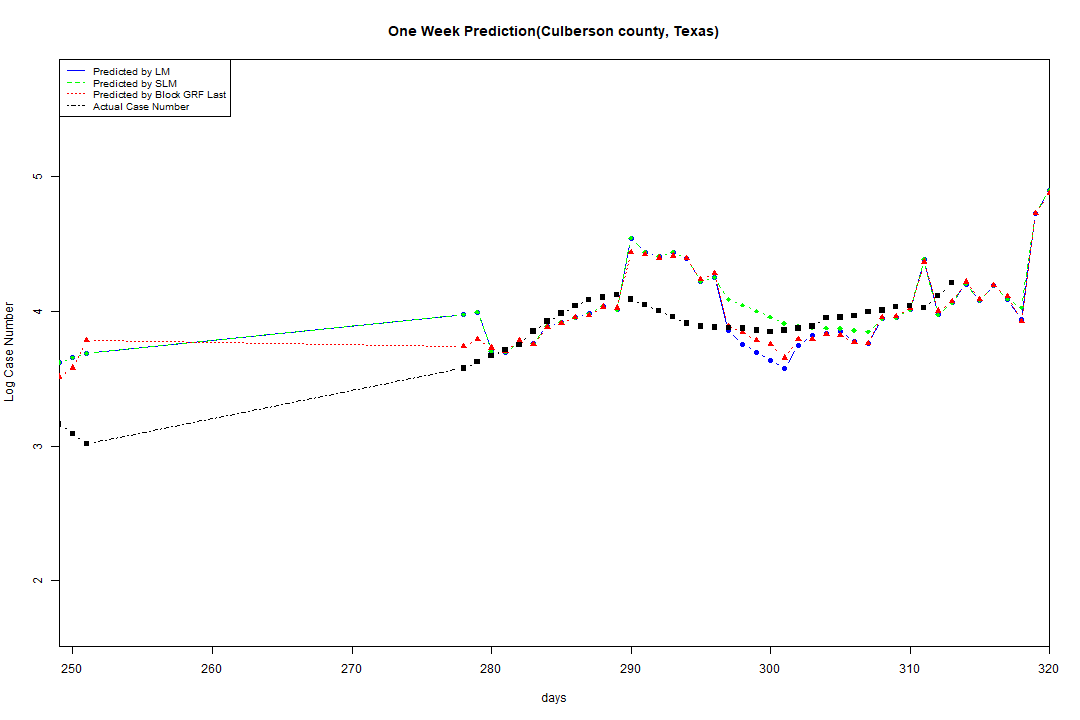 One Week Prediction(Culberson county, Texas)
Predicted by LM
Predicted by SLM
Predicted by Block GRF Last
Actual Case Number
5
4
3
2
Log Case Number
250 260 270 280 290 300 310 320
days